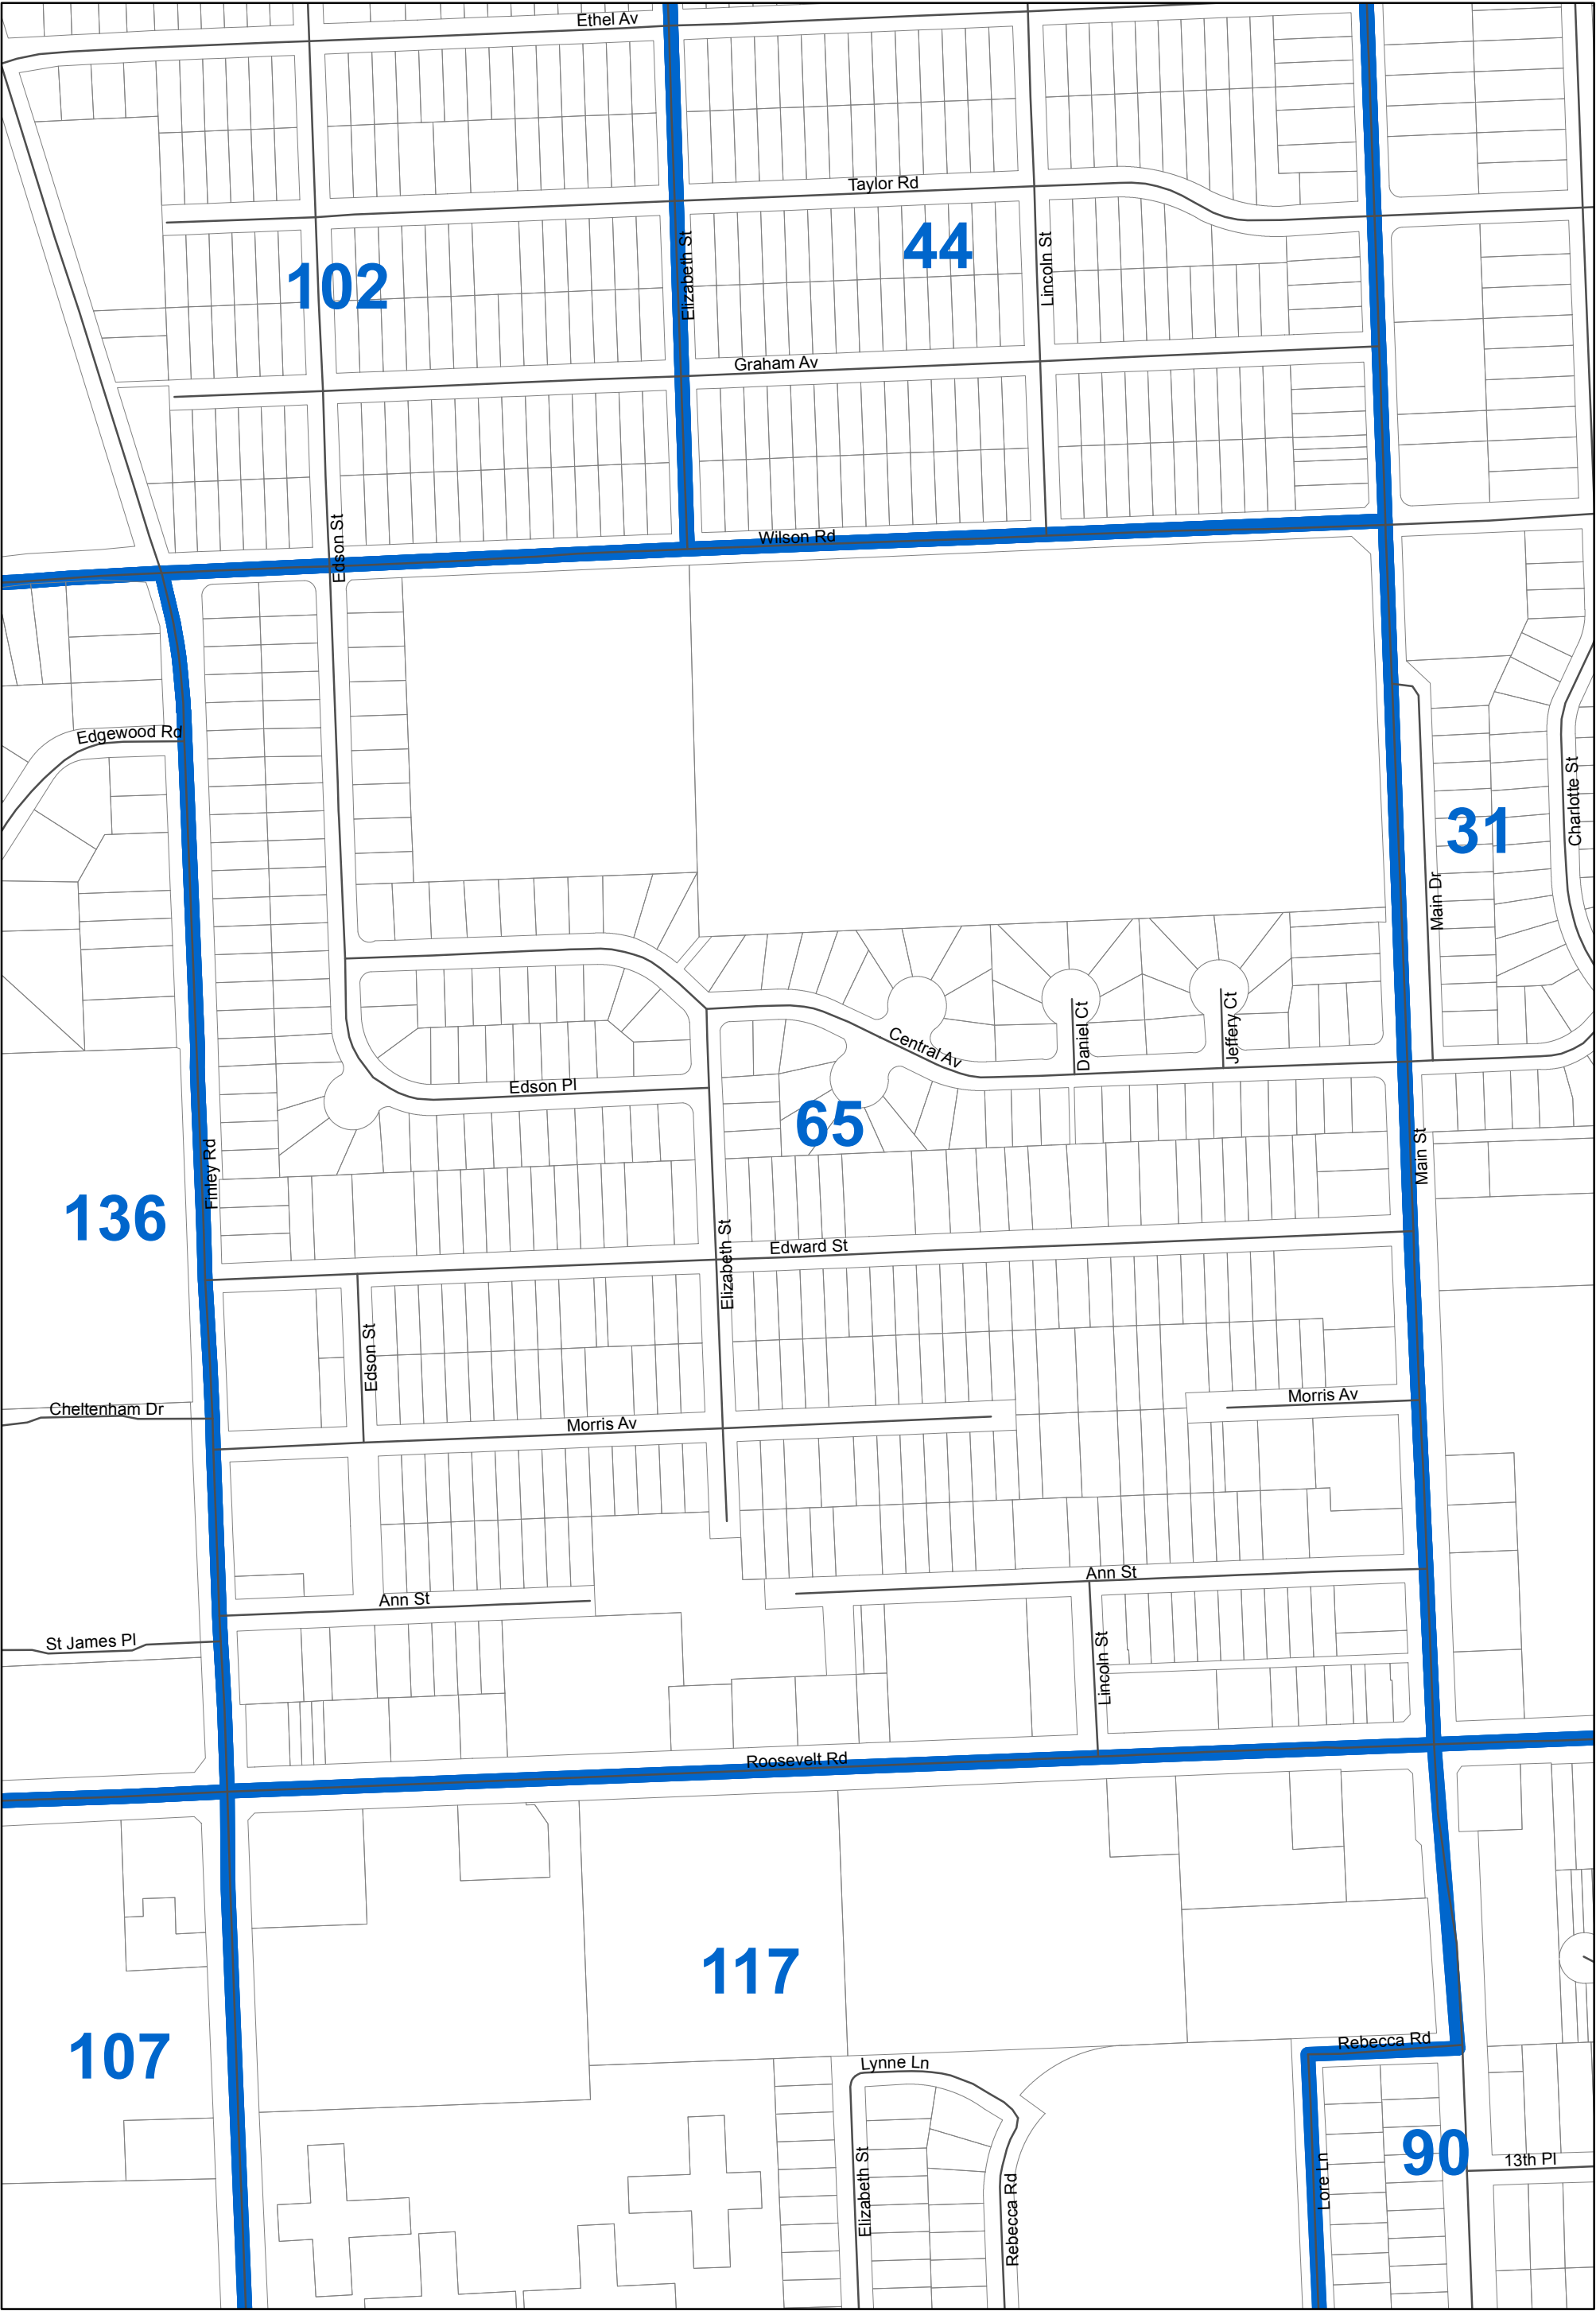 Ethel Av
Taylor Rd
44
Elizabeth St
Lincoln St
102
Graham Av
Edson St
Wilson Rd
Edgewood Rd
Charlotte St
31
Main Dr
Central Av
Daniel Ct
Jeffery Ct
Edson Pl
65
Finley Rd
Main St
136
Elizabeth St
Edward St
Edson St
Morris Av
Cheltenham Dr
Morris Av
Ann St
Ann St
St James Pl
Lincoln St
Roosevelt Rd
117
107
Rebecca Rd
Lynne Ln
90
13th Pl
Elizabeth St
Rebecca Rd
Lore Ln